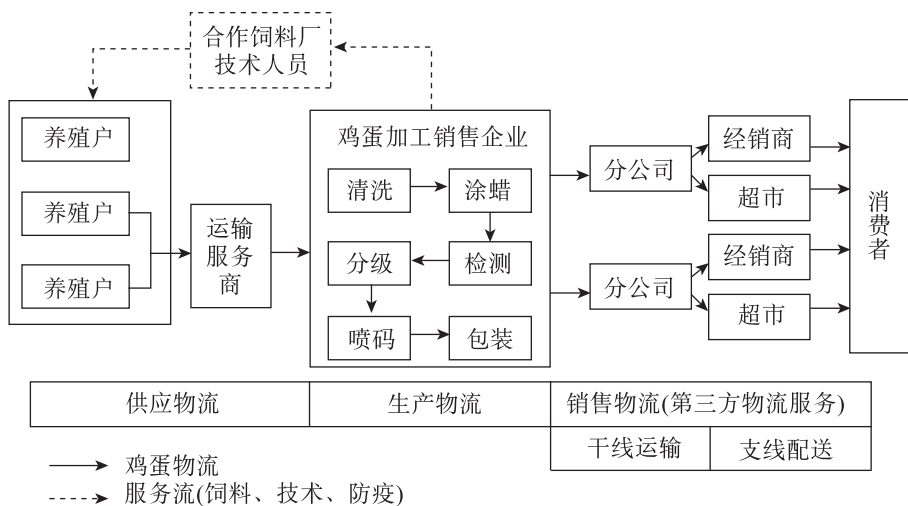 合作饲料厂
技术人员
养殖户
养殖户
养殖户
运输
服务
商
鸡蛋加工销售企业
清洗
涂蜡
分级
检测
喷码
包装
分公司
分公司
经销商
超市
经销商
超市
消费者
供应物流
生产物流
销售物流(第三方物流服务)
干线运输
支线配送
鸡蛋物流
服务流(饲料、技术、防疫)